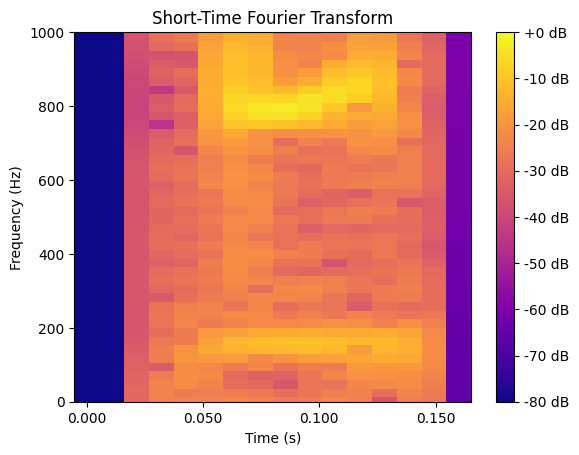 Short-Time Fourier Transform
Frequency (Hz)
1000
800
600
400
200
0
0.000
0.050
0.100
0.150
Time (s)
+0 dB
-10 dB
-20 dB
-30 dB
-40 dB
-50 dB
-60 dB
-70 dB
-80 dB